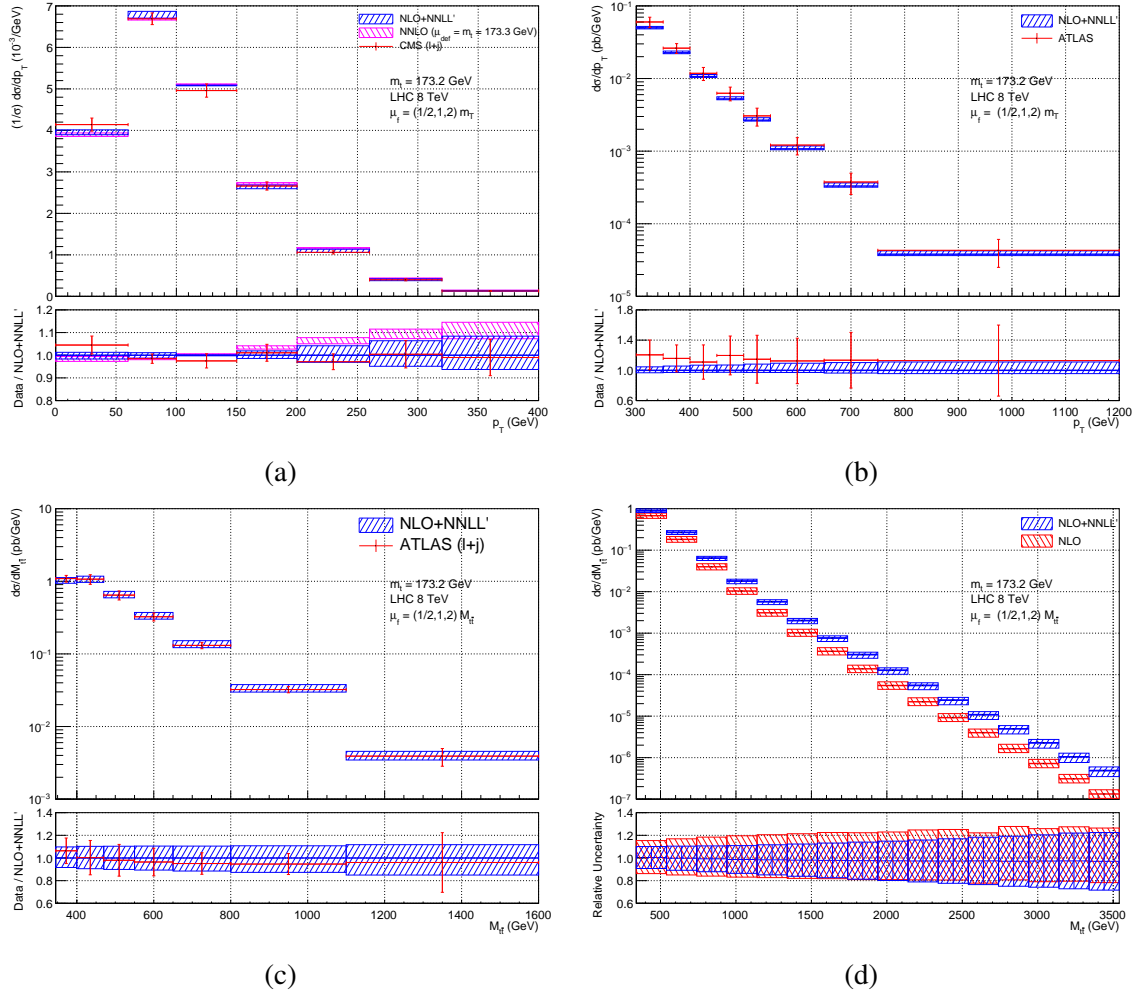 (1/σ) dσ/dp_T (10⁻³/GeV)
7
6
5
4
3
2
1
0
NLO+NNLL'
NNLO (μ_def = m_t = 173.3 GeV)
CMS (l+j)
m_t = 173.2 GeV
LHC 8 TeV
μ_f = (1/2,1,2) m_T
Data / NLO+NNLL'
1.2
1.1
1.0
0.9
0.8
0 50 100 150 200 250 300 350 400
p_T (GeV)
(a)
dσ/dp_T (pb/GeV)
10⁻¹
10⁻²
10⁻³
10⁻⁴
10⁻⁵
NLO+NNLL'
ATLAS
m_t = 173.2 GeV
LHC 8 TeV
μ_f = (1/2,1,2) m_T
Data / NLO+NNLL'
1.8
1.4
1.0
0.6
300 400 500 600 700 800 900 1000 1100 1200
p_T (GeV)
(b)
dσ/dM_tt̄ (pb/GeV)
10
1
10⁻¹
10⁻²
10⁻³
NLO+NNLL'
ATLAS (l+j)
m_t = 173.2 GeV
LHC 8 TeV
μ_f = (1/2,1,2) M_tt̄
Data / NLO+NNLL'
1.4
1.2
1.0
0.8
0.6
400 600 800 1000 1200 1400 1600
M_tt̄ (GeV)
(c)
dσ/dM_tt̄ (pb/GeV)
1
10⁻¹
10⁻²
10⁻³
10⁻⁴
10⁻⁵
10⁻⁶
10⁻⁷
NLO+NNLL'
NLO
m_t = 173.2 GeV
LHC 8 TeV
μ_f = (1/2,1,2) M_tt̄
Relative Uncertainty
1.4
1.2
1.0
0.8
0.6
500 1000 1500 2000 2500 3000 3500
M_tt̄ (GeV)
(d)